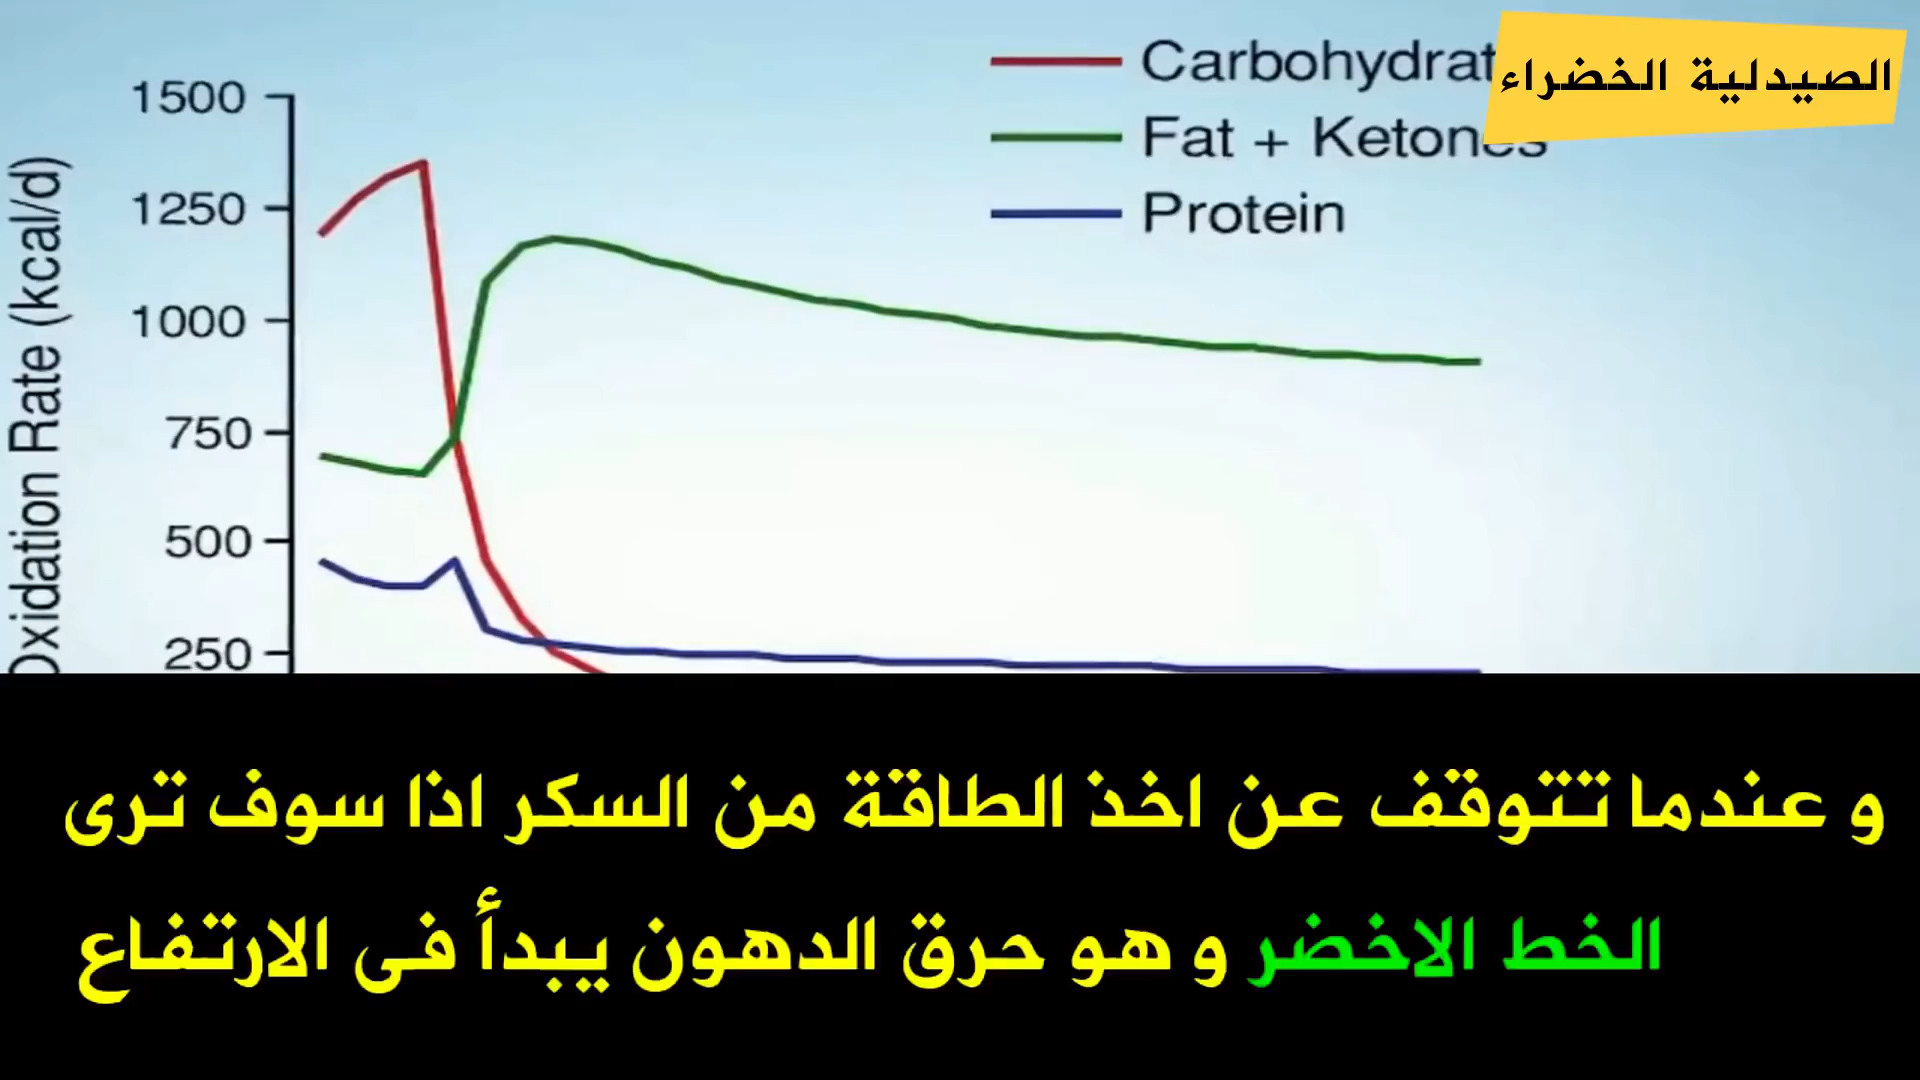 Carbohydrat
الصيدلية الخضراء
Fat + Ketones
Protein
1500
1250
1000
750
500
250
Oxidation Rate (kcal/d)
و عندما تتوقف عن اخذ الطاقة من السكر اذا سوف ترى
الخط الاخضر و هو حرق الدهون يبدأ فى الارتفاع